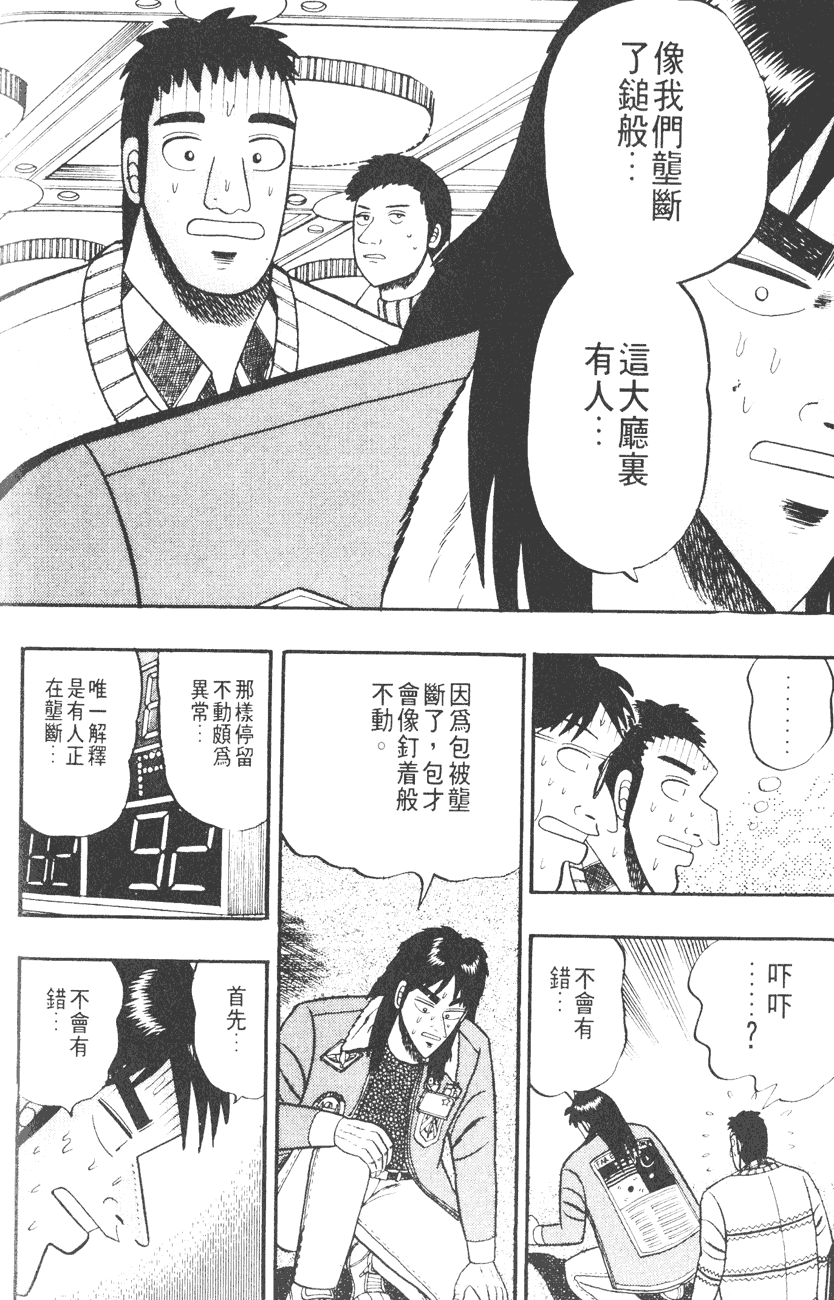 像我們壟斷
了鎚般…
這大廳裏
有人…
………
吓吓
……?
不會有
錯…
因爲包被壟
斷了，包才
會像釘着般
不動。
那樣停留
不動頗爲
異常…
唯一解釋
是有人正
在壟斷…
92
首先…
不會有
錯…